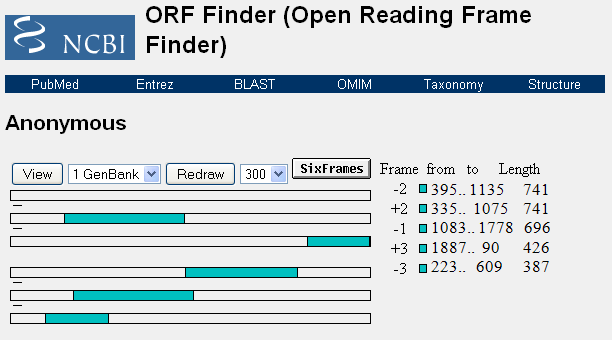 NCBI
ORF Finder (Open Reading Frame
Finder)
PubMed Entrez BLAST OMIM Taxonomy Structure
Anonymous
View 1 GenBank Redraw 300 SixFrames
Frame from to Length
-2 395.. 1135 741
+2 335.. 1075 741
-1 1083.. 1778 696
+3 1887.. 90 426
-3 223.. 609 387